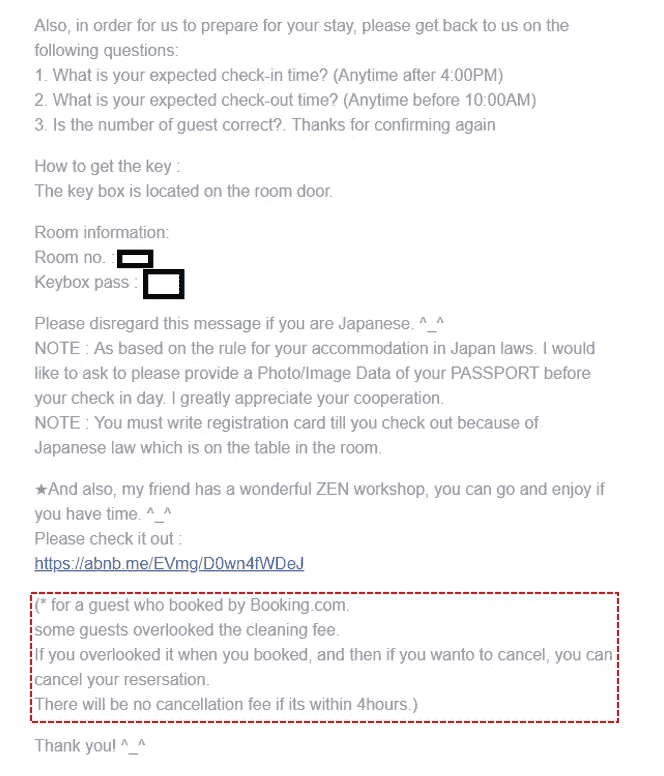 Also, in order for us to prepare for your stay, please get back to us on the
following questions:
1. What is your expected check-in time? (Anytime after 4:00PM)
2. What is your expected check-out time? (Anytime before 10:00AM)
3. Is the number of guest correct?. Thanks for confirming again
How to get the key :
The key box is located on the room door.
Room information:
Room no. :
Keybox pass :
Please disregard this message if you are Japanese. ^_^
NOTE : As based on the rule for your accommodation in Japan laws. I would
like to ask to please provide a Photo/Image Data of your PASSPORT before
your check in day. I greatly appreciate your cooperation.
NOTE : You must write registration card till you check out because of
Japanese law which is on the table in the room.
★And also, my friend has a wonderful ZEN workshop, you can go and enjoy if
you have time. ^_^
Please check it out :
https://abnb.me/EVmg/D0wn4fWDeJ
(* for a guest who booked by Booking.com.
some guests overlooked the cleaning fee.
If you overlooked it when you booked, and then if you wanto to cancel, you can
cancel your resersation.
There will be no cancellation fee if its within 4hours.)
Thank you! ^_^